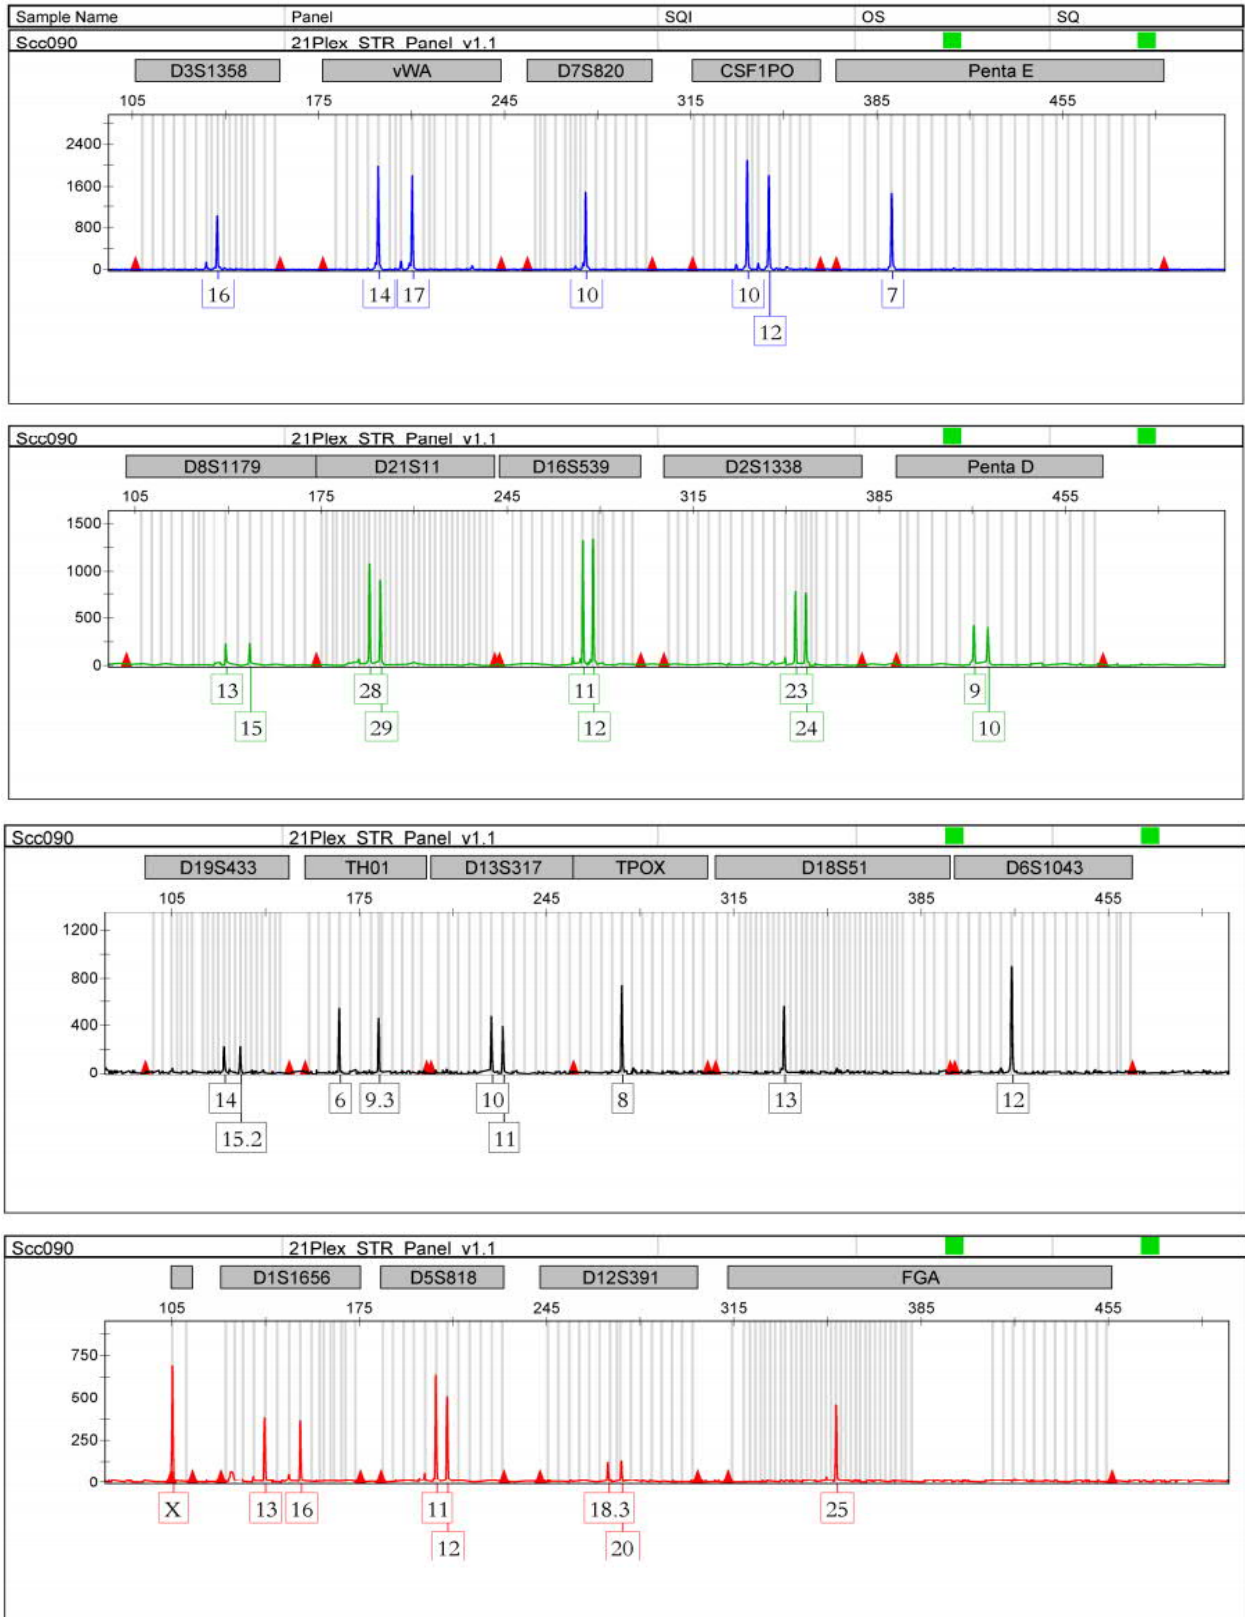 Sample Name Panel SQI OS SQ
Scc090 21Plex_STR_Panel_v1.1
D3S1358 vWA D7S820 CSF1PO Penta E
105 175 245 315 385 455
2400
1600
800
0
16 14 17 10 10 7
12
Scc090 21Plex_STR_Panel_v1.1
D8S1179 D21S11 D16S539 D2S1338 Penta D
105 175 245 315 385 455
1500
1000
500
0
13 28 11 23 9
15 29 12 24 10
Scc090 21Plex_STR_Panel_v1.1
D19S433 TH01 D13S317 TPOX D18S51 D6S1043
105 175 245 315 385 455
1200
800
400
0
14 6 9.3 10 8 13 12
15.2 11
Scc090 21Plex_STR_Panel_v1.1
D1S1656 D5S818 D12S391 FGA
105 175 245 315 385 455
750
500
250
0
X 13 16 11 18.3 25
12 20